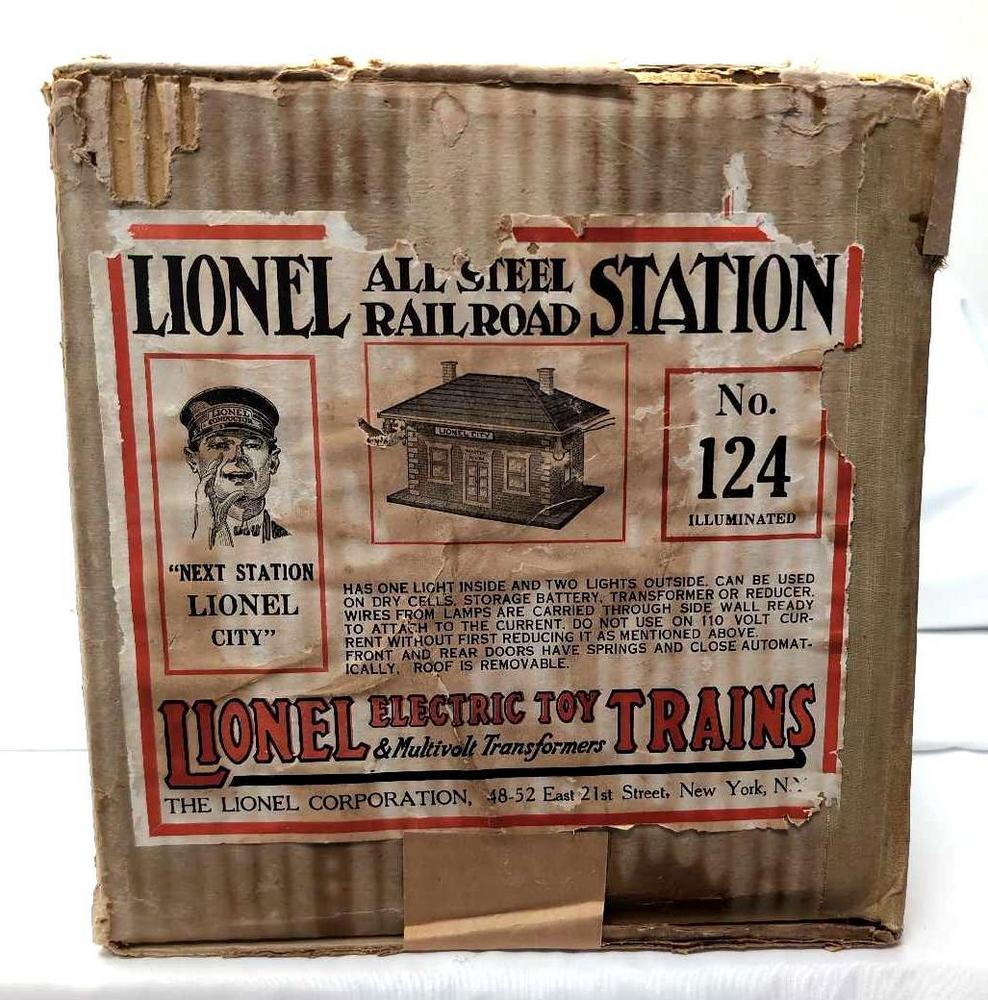 LIONEL ALL STEEL RAILROAD STATION
LIONEL
CONDUCTOR
LIONEL CITY
No.
124
ILLUMINATED
"NEXT STATION
LIONEL
CITY"
HAS ONE LIGHT INSIDE AND TWO LIGHTS OUTSIDE. CAN BE USED
ON DRY CELLS, STORAGE BATTERY, TRANSFORMER OR REDUCER.
WIRES FROM LAMPS ARE CARRIED THROUGH SIDE WALL READY
TO ATTACH TO THE CURRENT. DO NOT USE ON 110 VOLT CUR-
RENT WITHOUT FIRST REDUCING IT AS MENTIONED ABOVE.
FRONT AND REAR DOORS HAVE SPRINGS AND CLOSE AUTOMAT-
ICALLY. ROOF IS REMOVABLE.
LIONEL ELECTRIC TOY TRAINS
& Multivolt Transformers
THE LIONEL CORPORATION, 48-52 East 21st Street, New York, N.Y.